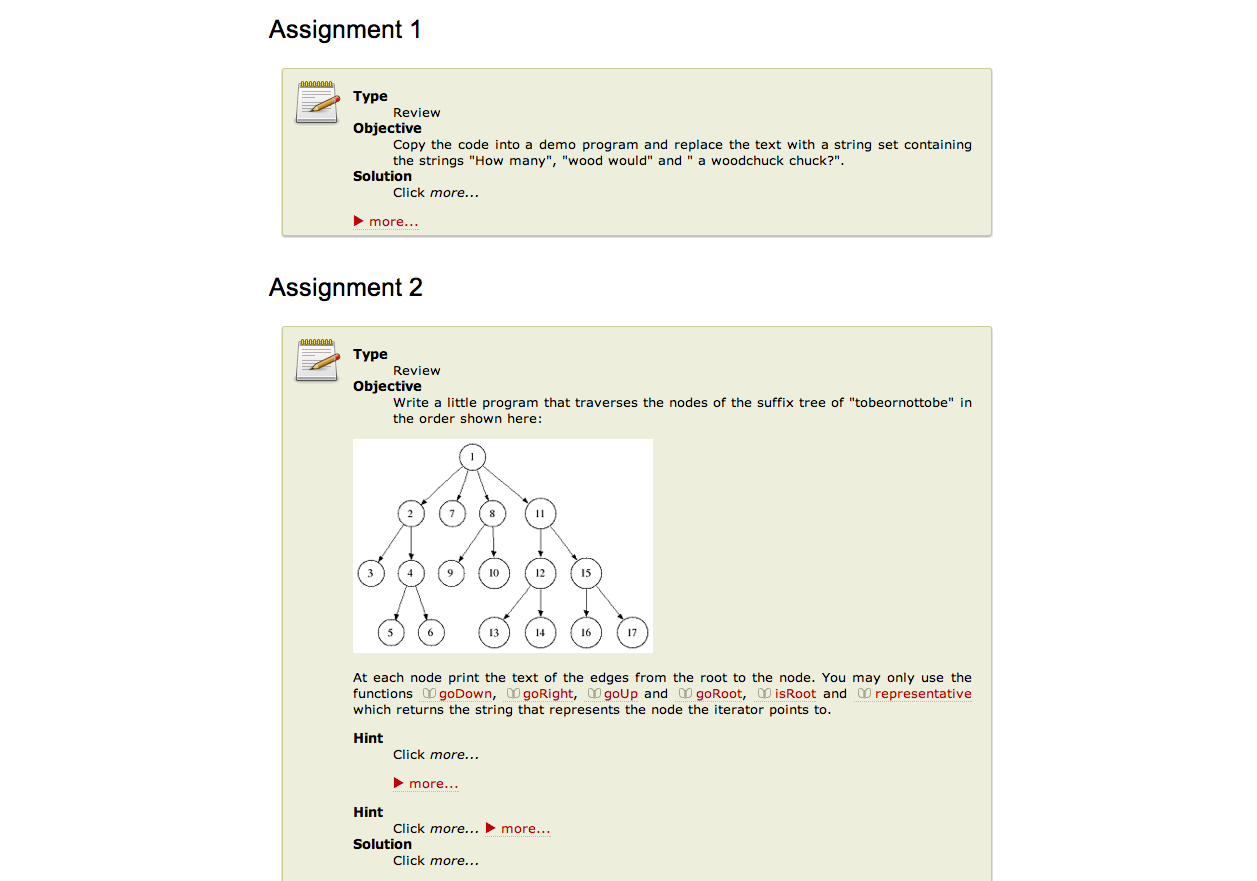 Assignment 1
Type
Review
Objective
Copy the code into a demo program and replace the text with a string set containing
the strings "How many", "wood would" and " a woodchuck chuck?".
Solution
Click more...
more...
Assignment 2
Type
Review
Objective
Write a little program that traverses the nodes of the suffix tree of "tobeornottobe" in
the order shown here:
1
2 7 8 11
3 4 9 10 12 15
5 6 13 14 16 17
At each node print the text of the edges from the root to the node. You may only use the
functions goDown, goRight, goUp and goRoot, isRoot and representative
which returns the string that represents the node the iterator points to.
Hint
Click more...
more...
Hint
Click more... more...
Solution
Click more...